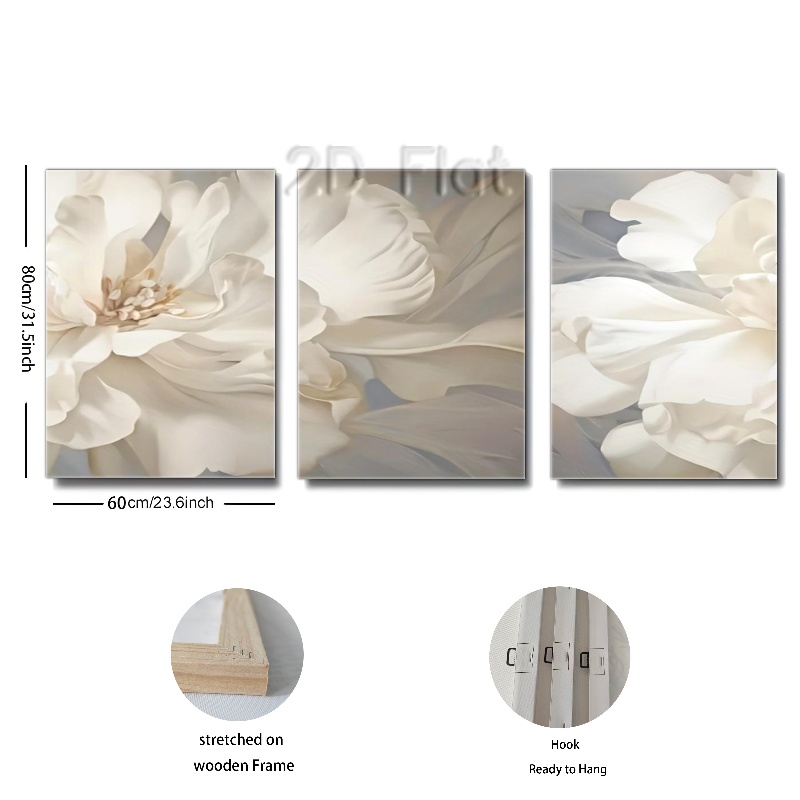 2D Flat
80cm/31.5inch
60cm/23.6inch
stretched on
wooden Frame
Hook
Ready to Hang